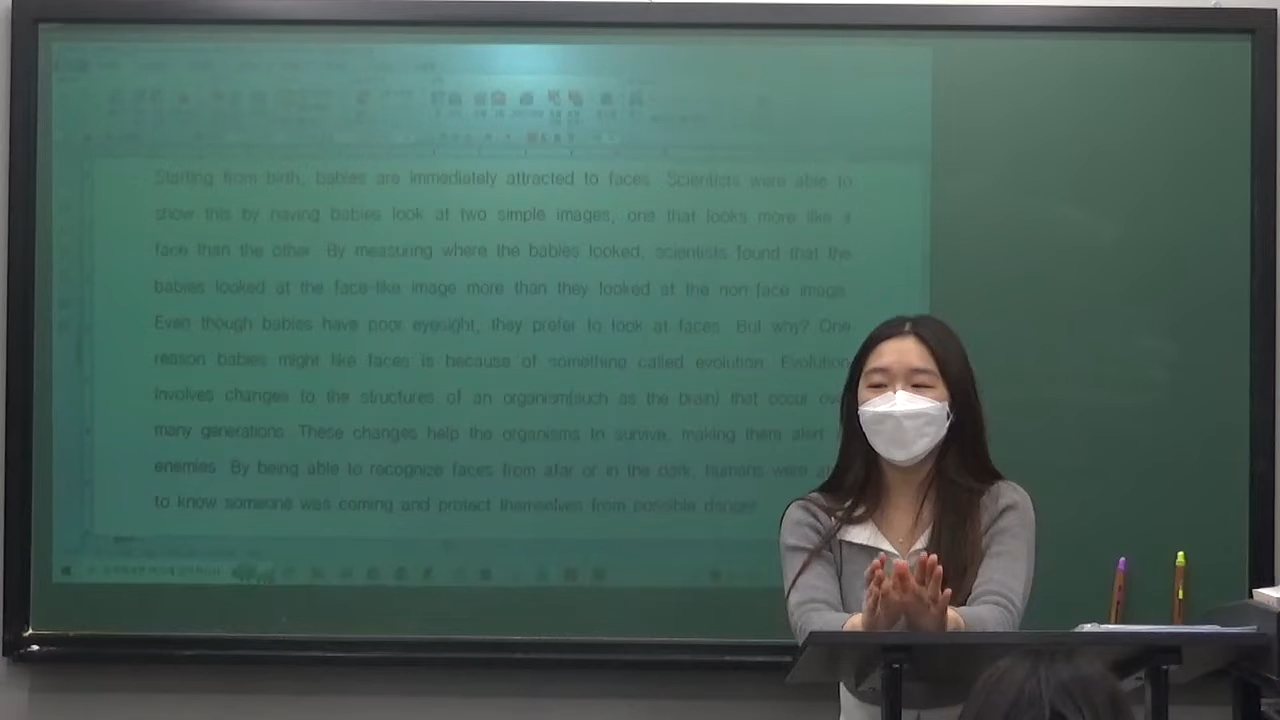 Starting from birth, babies are immediately attracted to faces. Scientists were able to
show this by having babies look at two simple images, one that looks more like a
face than the other. By measuring where the babies looked, scientists found that the
babies looked at the face-like image more than they looked at the non-face image.
Even though babies have poor eyesight, they prefer to look at faces. But why? One
reason babies might like faces is because of something called evolution. Evolution
involves changes to the structures of an organism(such as the brain) that occur
many generations. These changes help the organisms to survive, making them alert
enemies. By being able to recognize faces from afar or in the dark, humans were
to know someone was coming and protect themselves from possible danger.